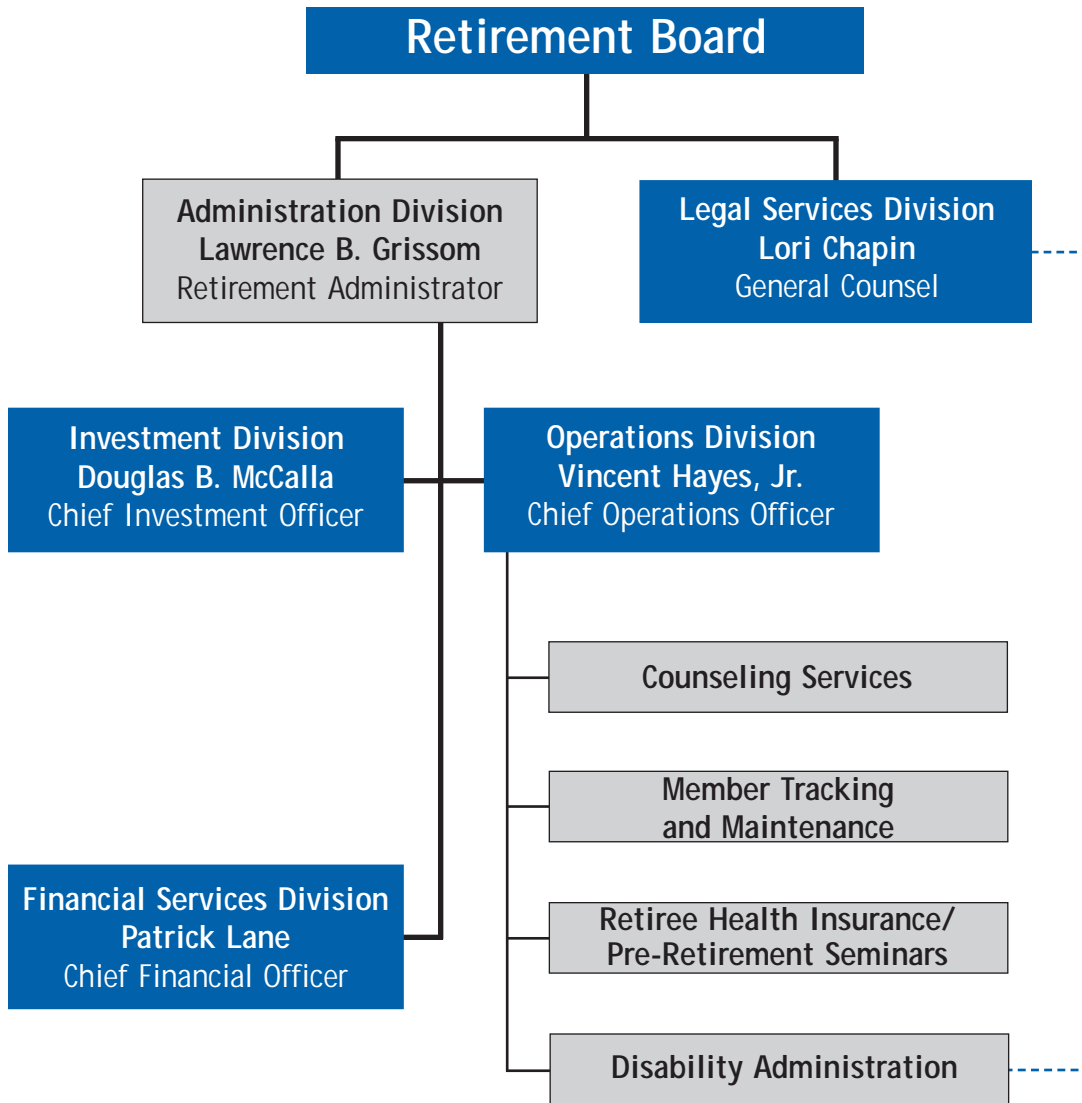 Retirement Board
Administration Division
Lawrence B. Grissom
Retirement Administrator
Legal Services Division
Lori Chapin
General Counsel
Investment Division
Douglas B. McCalla
Chief Investment Officer
Operations Division
Vincent Hayes, Jr.
Chief Operations Officer
Counseling Services
Member Tracking
and Maintenance
Financial Services Division
Patrick Lane
Chief Financial Officer
Retiree Health Insurance/
Pre-Retirement Seminars
Disability Administration